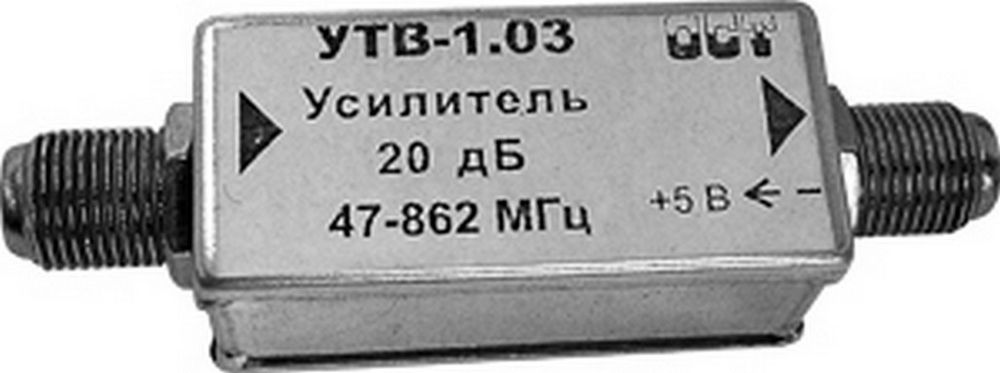 УТВ-1.03
Усилитель
20 дБ
47-862 МГц
+5 В